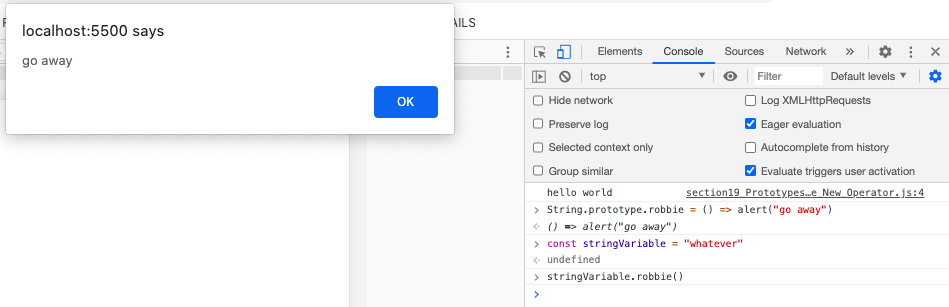 localhost:5500 says
go away
OK
AILS
Elements Console Sources Network »
top Filter Default levels ▼
Hide network
Log XMLHttpRequests
Preserve log
Eager evaluation
Selected context only
Autocomplete from history
Group similar
Evaluate triggers user activation
hello world section19_Prototypes…e_New_Operator.js:4
> String.prototype.robbie = () => alert("go away")
<· () => alert("go away")
> const stringVariable = "whatever"
<· undefined
> stringVariable.robbie()
>